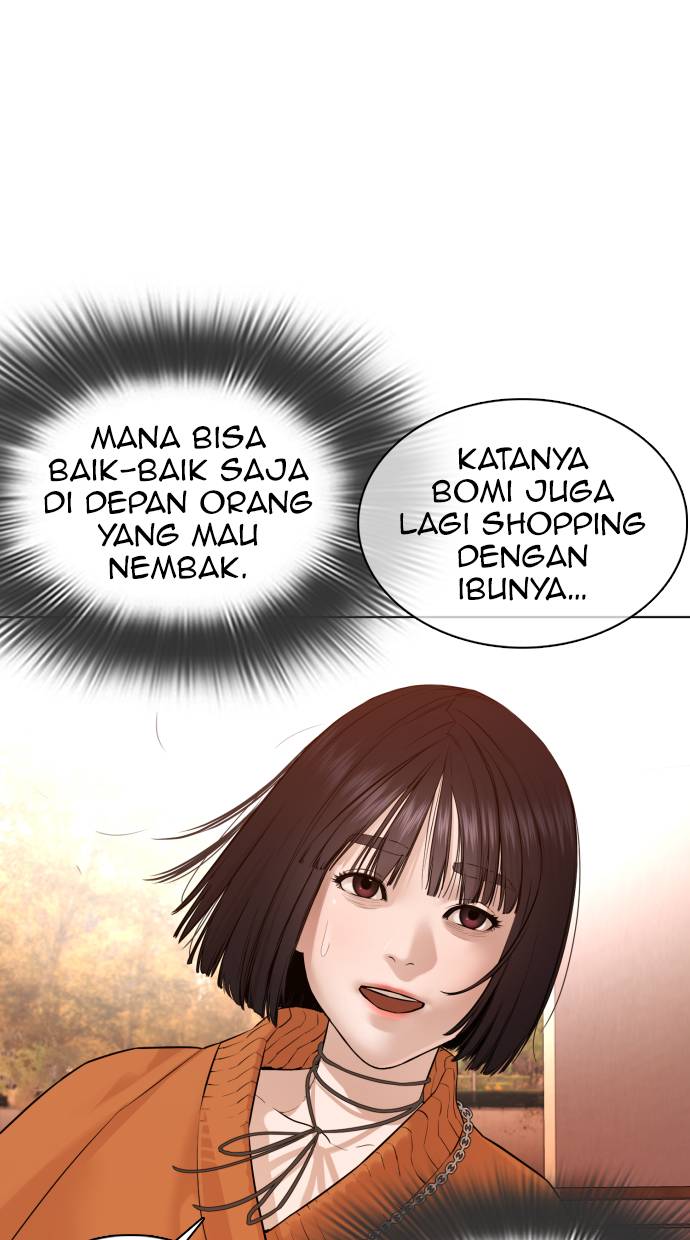 MANA BISA
BAIK-BAIK SAJA
DI DEPAN ORANG
YANG MAU
NEMBAK.
KATANYA
BOMI JUGA
LAGI SHOPPING
DENGAN
IBUNYA...